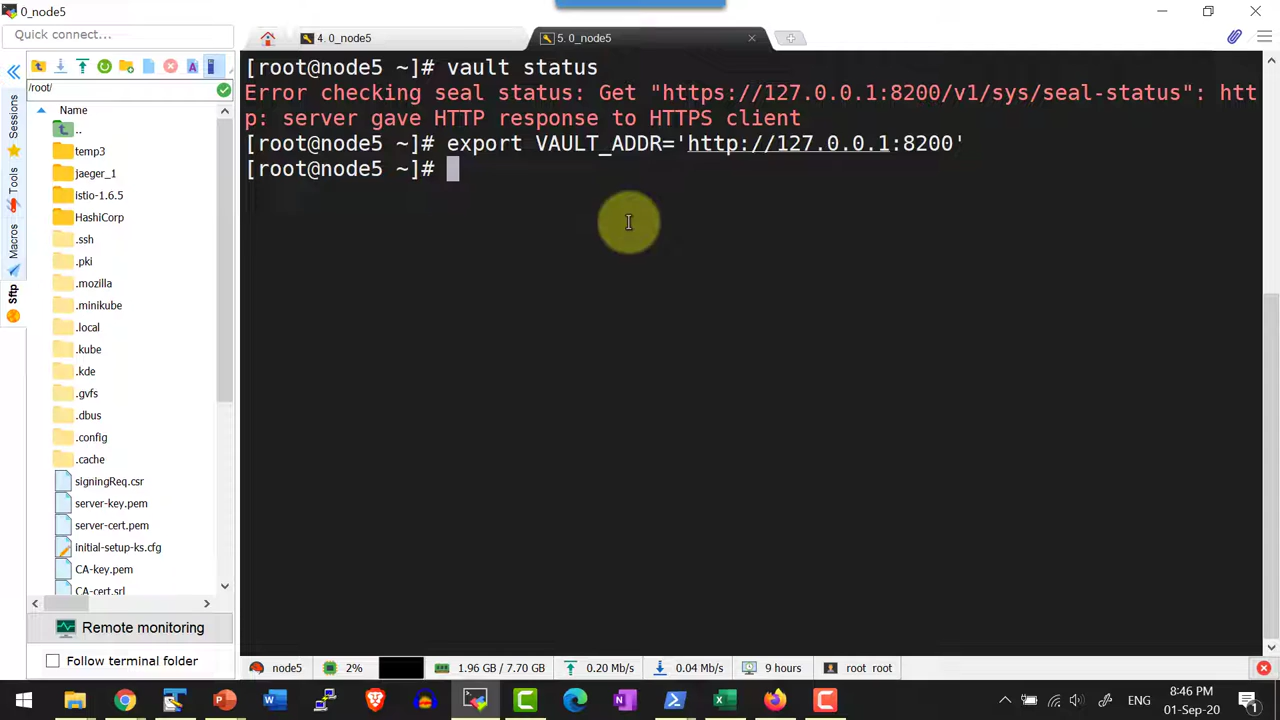 0_node5
Quick connect...
4. 0_node5
5. 0_node5
/root/
Name
..
temp3
jaeger_1
istio-1.6.5
HashiCorp
.ssh
.pki
.mozilla
.minikube
.local
.kube
.kde
.gvfs
.dbus
.config
.cache
signingReq.csr
server-key.pem
server-cert.pem
initial-setup-ks.cfg
CA-key.pem
CA-cert.srl
Sessions
Tools
Macros
Sftp
Remote monitoring
Follow terminal folder
[root@node5 ~]# vault status
Error checking seal status: Get "https://127.0.0.1:8200/v1/sys/seal-status": htt
p: server gave HTTP response to HTTPS client
[root@node5 ~]# export VAULT_ADDR='http://127.0.0.1:8200'
[root@node5 ~]#
node5 2% 1.96 GB / 7.70 GB 0.20 Mb/s 0.04 Mb/s 9 hours root root
ENG
8:46 PM
01-Sep-20
1